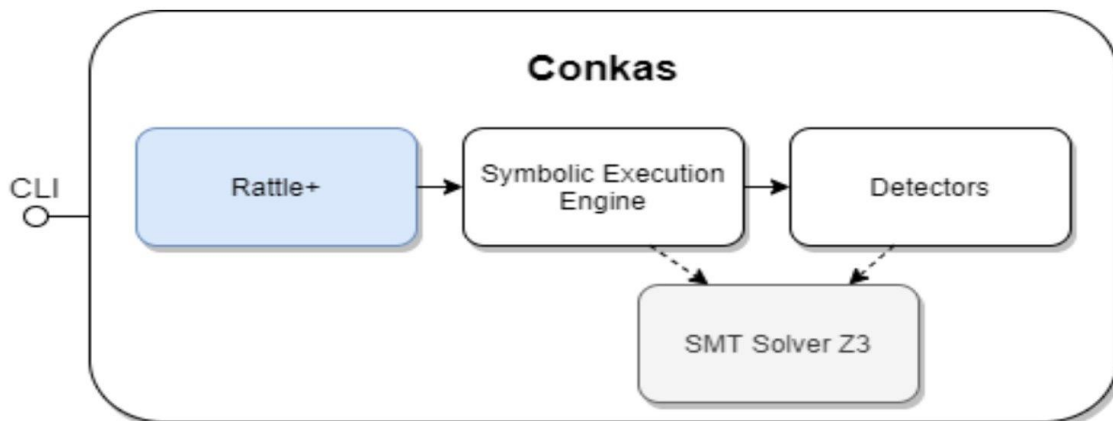 Conkas
CLI
Rattle+
Symbolic Execution
Engine
Detectors
SMT Solver Z3